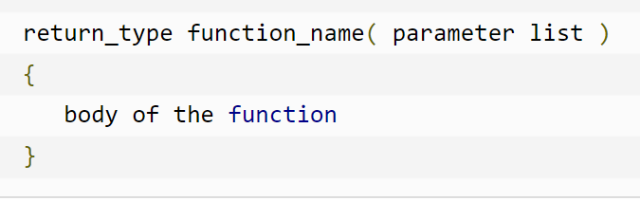 return_type function_name( parameter list )
{
body of the function
}